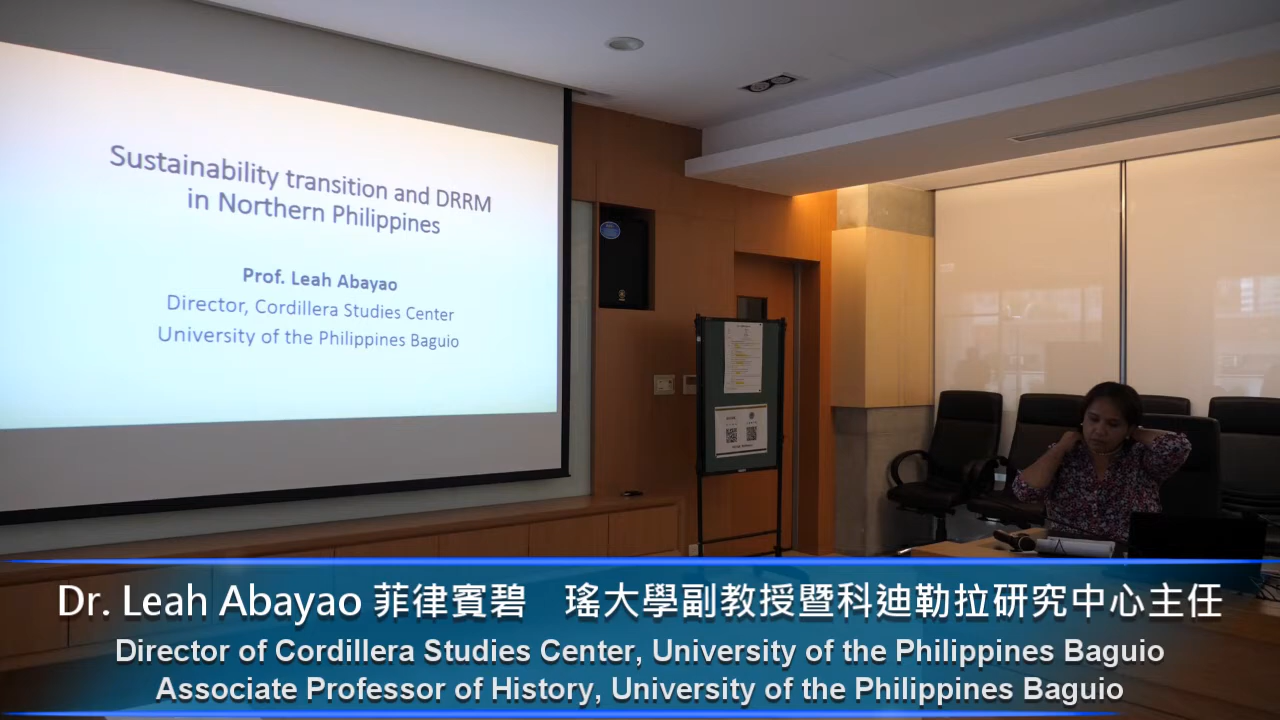 Sustainability transition and DRRM
in Northern Philippines
Prof. Leah Abayao
Director, Cordillera Studies Center
University of the Philippines Baguio
Dr. Leah Abayao 菲律賓碧 瑤大學副教授暨科迪勒拉研究中心主任
Director of Cordillera Studies Center, University of the Philippines Baguio
Associate Professor of History, University of the Philippines Baguio